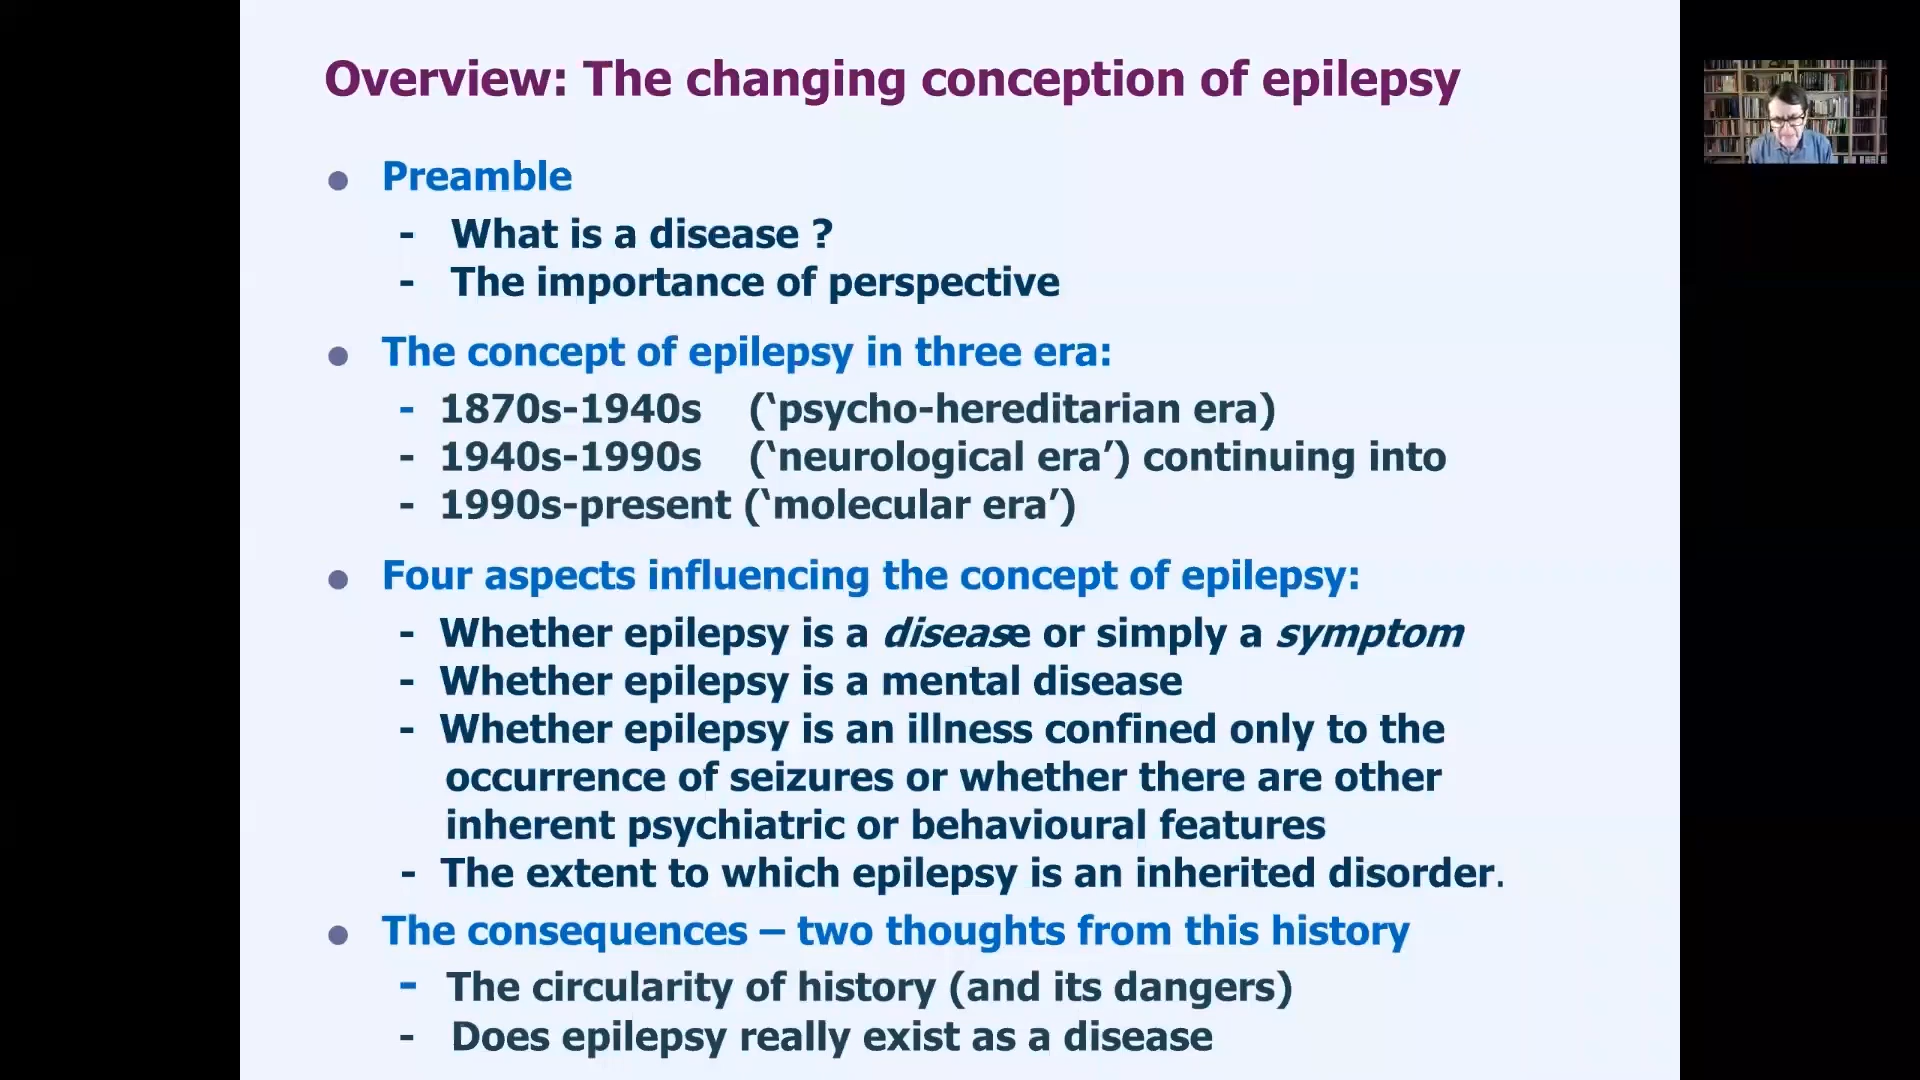 Overview: The changing conception of epilepsy
● Preamble
- What is a disease ?
- The importance of perspective
● The concept of epilepsy in three era:
- 1870s-1940s (‘psycho-hereditarian era)
- 1940s-1990s (‘neurological era’) continuing into
- 1990s-present (‘molecular era’)
● Four aspects influencing the concept of epilepsy:
- Whether epilepsy is a disease or simply a symptom
- Whether epilepsy is a mental disease
- Whether epilepsy is an illness confined only to the
occurrence of seizures or whether there are other
inherent psychiatric or behavioural features
- The extent to which epilepsy is an inherited disorder.
● The consequences – two thoughts from this history
- The circularity of history (and its dangers)
- Does epilepsy really exist as a disease